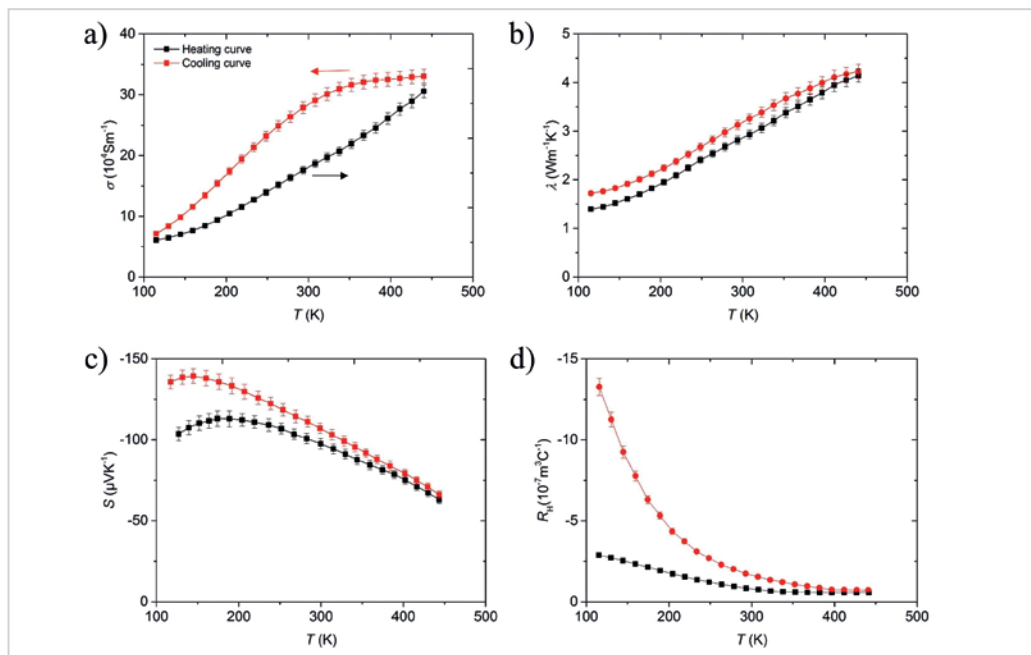 a)
40
30
20
10
0
σ (10⁴Sm⁻¹)
Heating curve
Cooling curve
100 200 300 400 500
T (K)
b)
5
4
3
2
1
0
λ (Wm⁻¹K⁻¹)
100 200 300 400 500
T (K)
c)
-150
-100
-50
0
S (μVK⁻¹)
100 200 300 400 500
T (K)
d)
-15
-10
-5
0
R_H(10⁻⁷m³C⁻¹)
100 200 300 400 500
T (K)